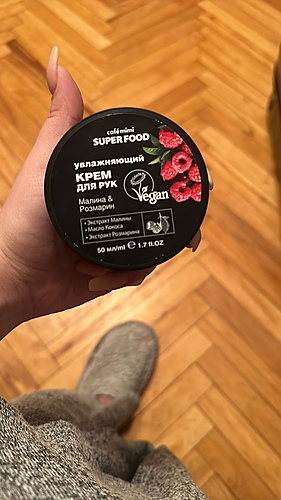 café mimi
SUPER FOOD
увлажняющий
КРЕМ
ДЛЯ РУК
Vegan
Малина &
Розмарин
• Экстракт Малины
• Масло Кокоса
• Экстракт Розмарина
50 мл/ml ℮ 1.7 fl.OZ